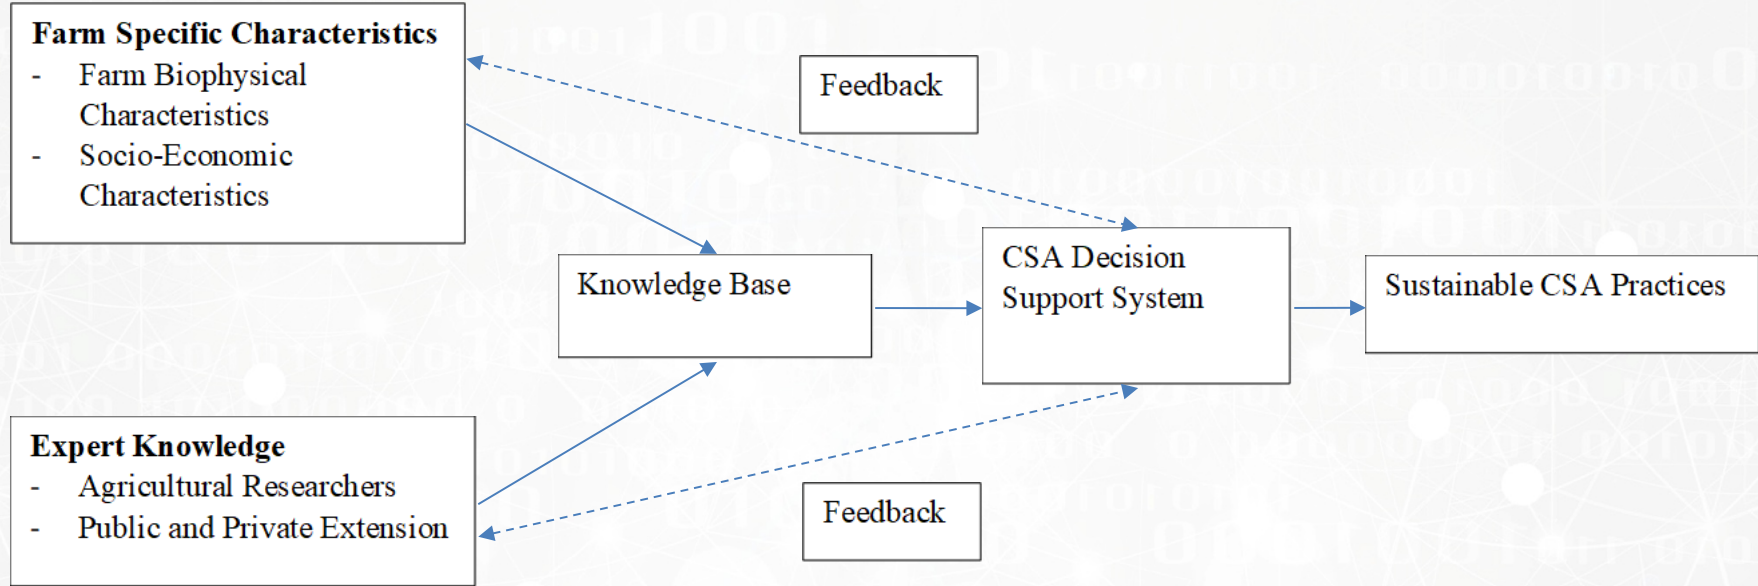 Farm Specific Characteristics
- Farm Biophysical
Characteristics
- Socio-Economic
Characteristics
Feedback
Knowledge Base
CSA Decision
Support System
Sustainable CSA Practices
Expert Knowledge
- Agricultural Researchers
- Public and Private Extension
Feedback